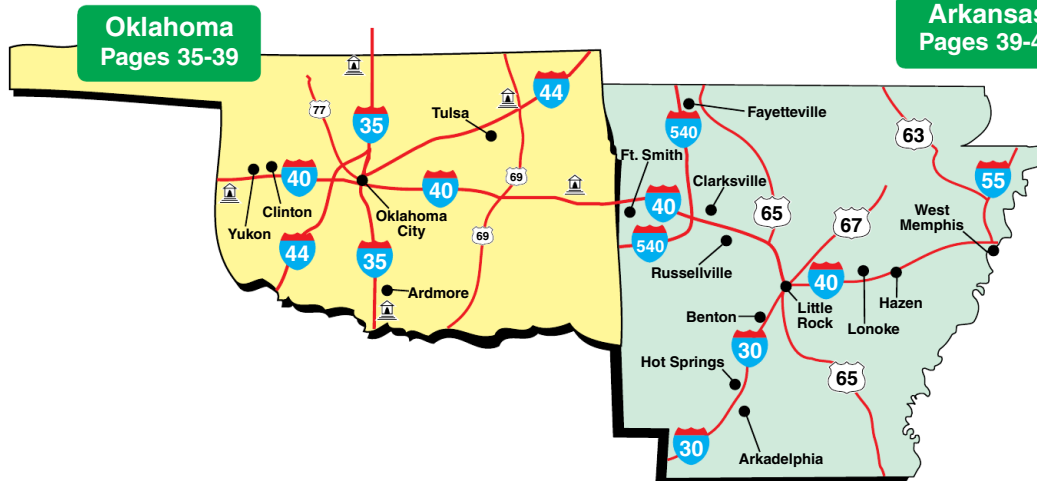 Oklahoma
Pages 35-39
Arkansas
Pages 39-4
77
35
44
Tulsa
69
40
Clinton
Yukon
Oklahoma
City
40
44
35
69
Ardmore
540
Fayetteville
63
Ft. Smith
Clarksville
40
65
67
55
West
Memphis
540
Russellville
40
Little
Rock
Hazen
Lonoke
Benton
30
Hot Springs
65
30
Arkadelphia